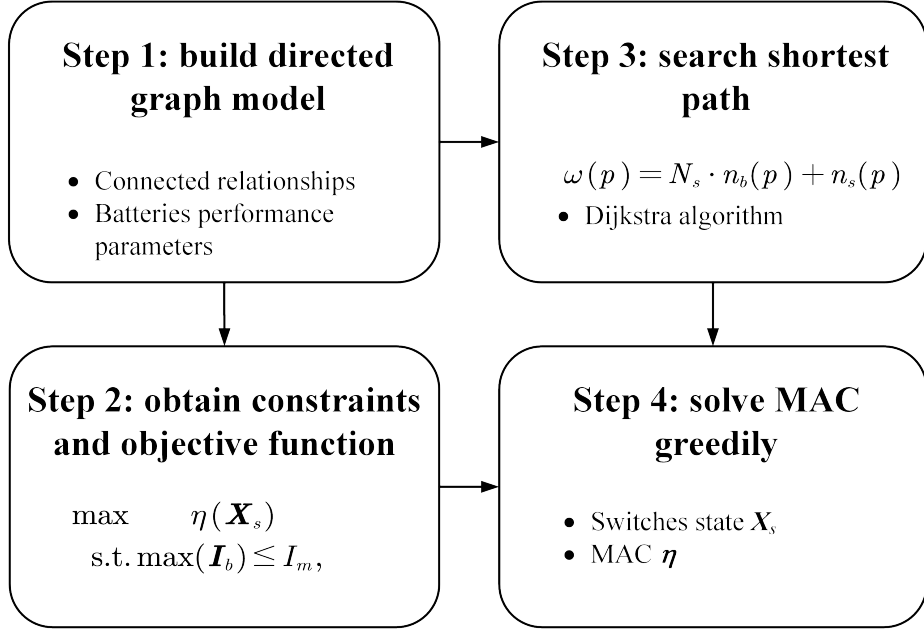 Step 1: build directed
graph model
• Connected relationships
• Batteries performance
parameters
Step 3: search shortest
path
ω(p) = N_s · n_b(p) + n_s(p)
• Dijkstra algorithm
Step 2: obtain constraints
and objective function
max η(X_s)
s.t. max(I_b) ≤ I_m,
Step 4: solve MAC
greedily
• Switches state X_s
• MAC η